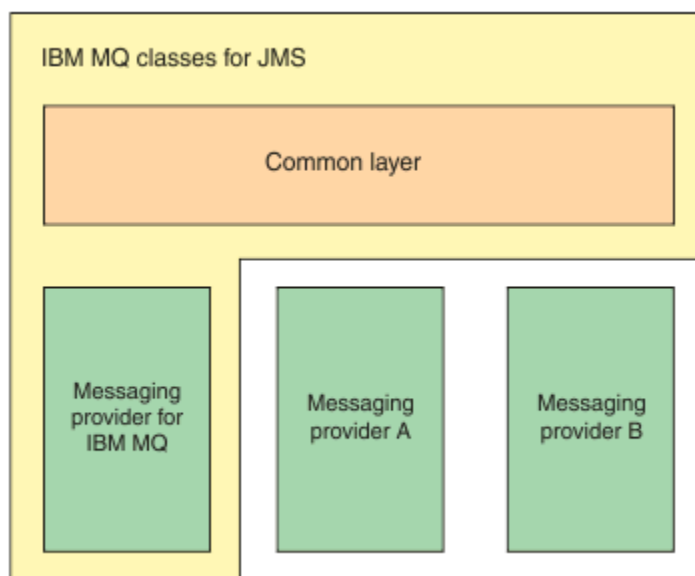 IBM MQ classes for JMS
Common layer
Messaging
provider for
IBM MQ
Messaging
provider A
Messaging
provider B